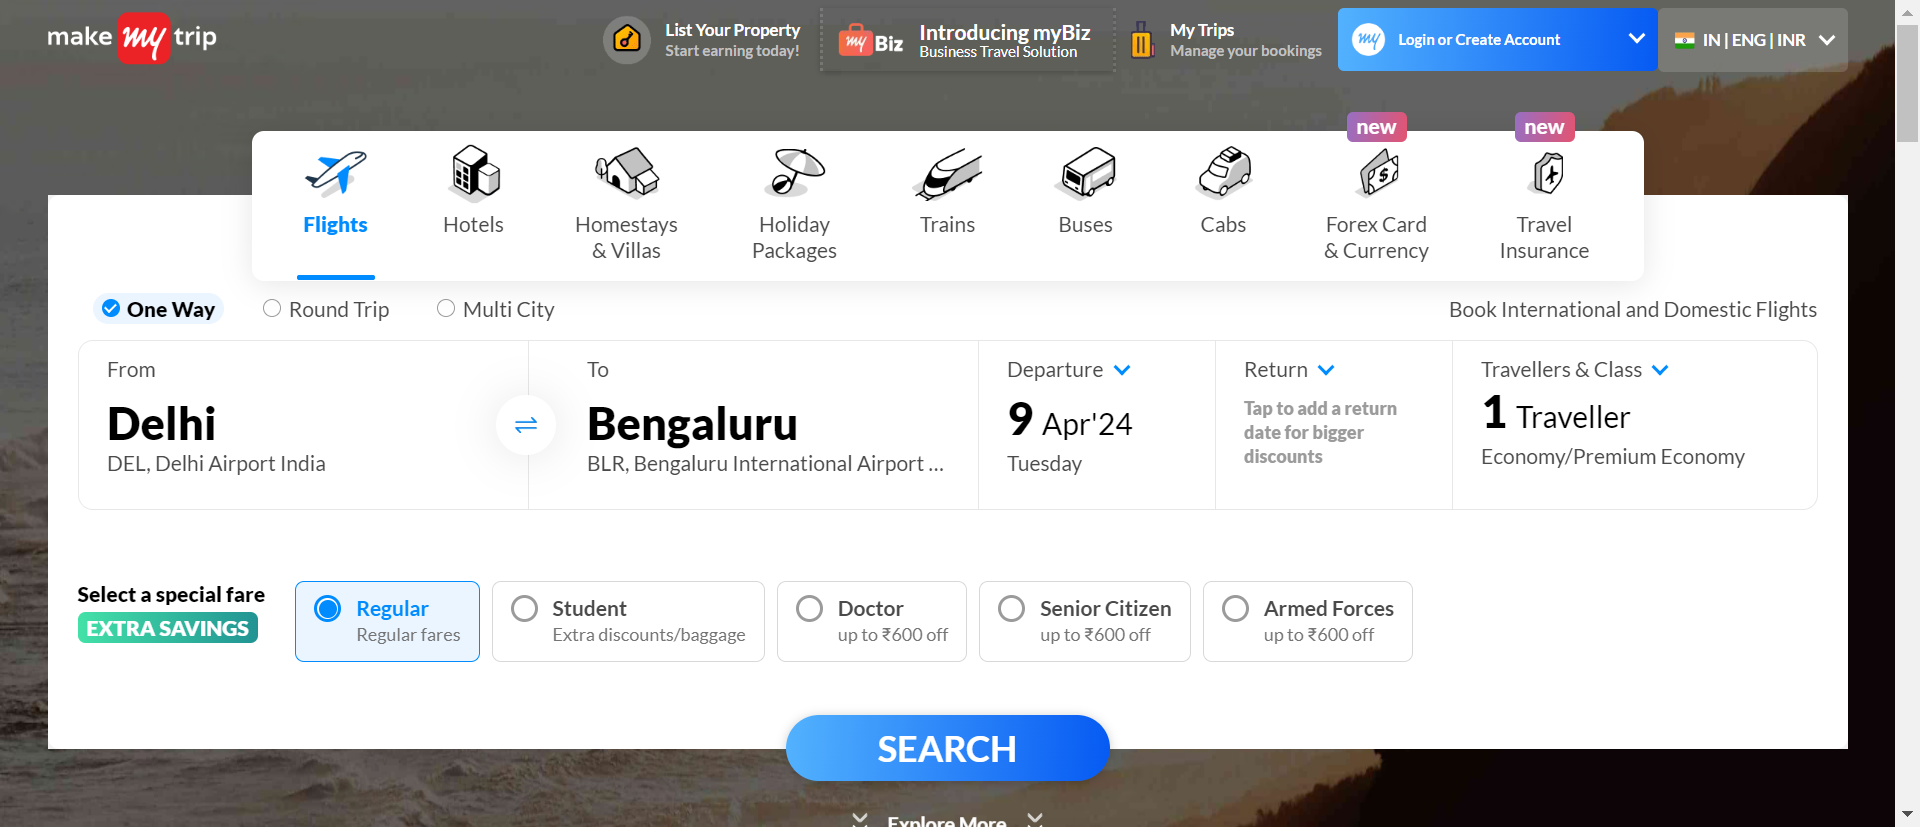 make my trip
List Your Property
Start earning today!
my Biz
Introducing myBiz
Business Travel Solution
My Trips
Manage your bookings
my
Login or Create Account
IN | ENG | INR
new
new
Flights
Hotels
Homestays
& Villas
Holiday
Packages
Trains
Buses
Cabs
Forex Card
& Currency
Travel
Insurance
One Way
Round Trip
Multi City
Book International and Domestic Flights
From
Delhi
DEL, Delhi Airport India
To
Bengaluru
BLR, Bengaluru International Airport ...
Departure
9 Apr'24
Tuesday
Return
Tap to add a return
date for bigger
discounts
Travellers & Class
1 Traveller
Economy/Premium Economy
Select a special fare
EXTRA SAVINGS
Regular
Regular fares
Student
Extra discounts/baggage
Doctor
up to ₹600 off
Senior Citizen
up to ₹600 off
Armed Forces
up to ₹600 off
SEARCH
Explore More